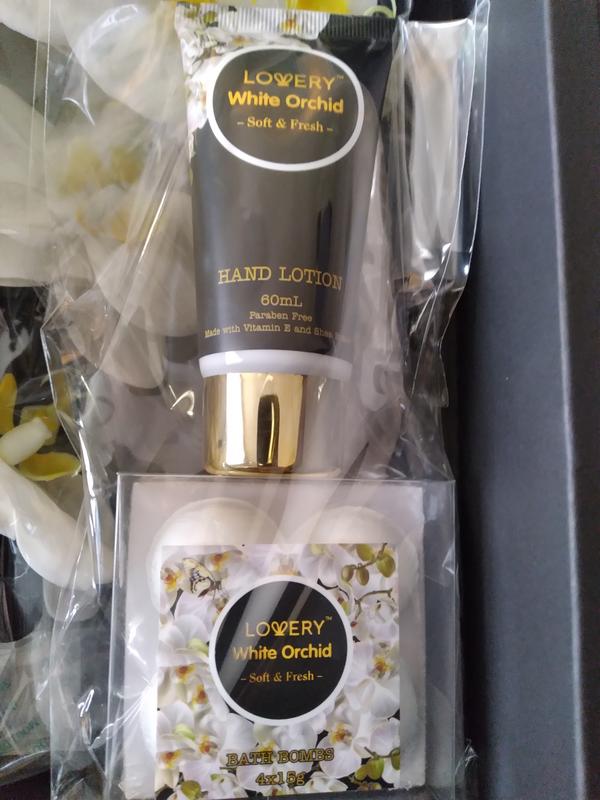 LOVERY™
White Orchid
– Soft & Fresh –
HAND LOTION
60mL
Paraben Free
Made with Vitamin E and Shea
LOVERY™
White Orchid
– Soft & Fresh –
BATH BOMBS
4x18g